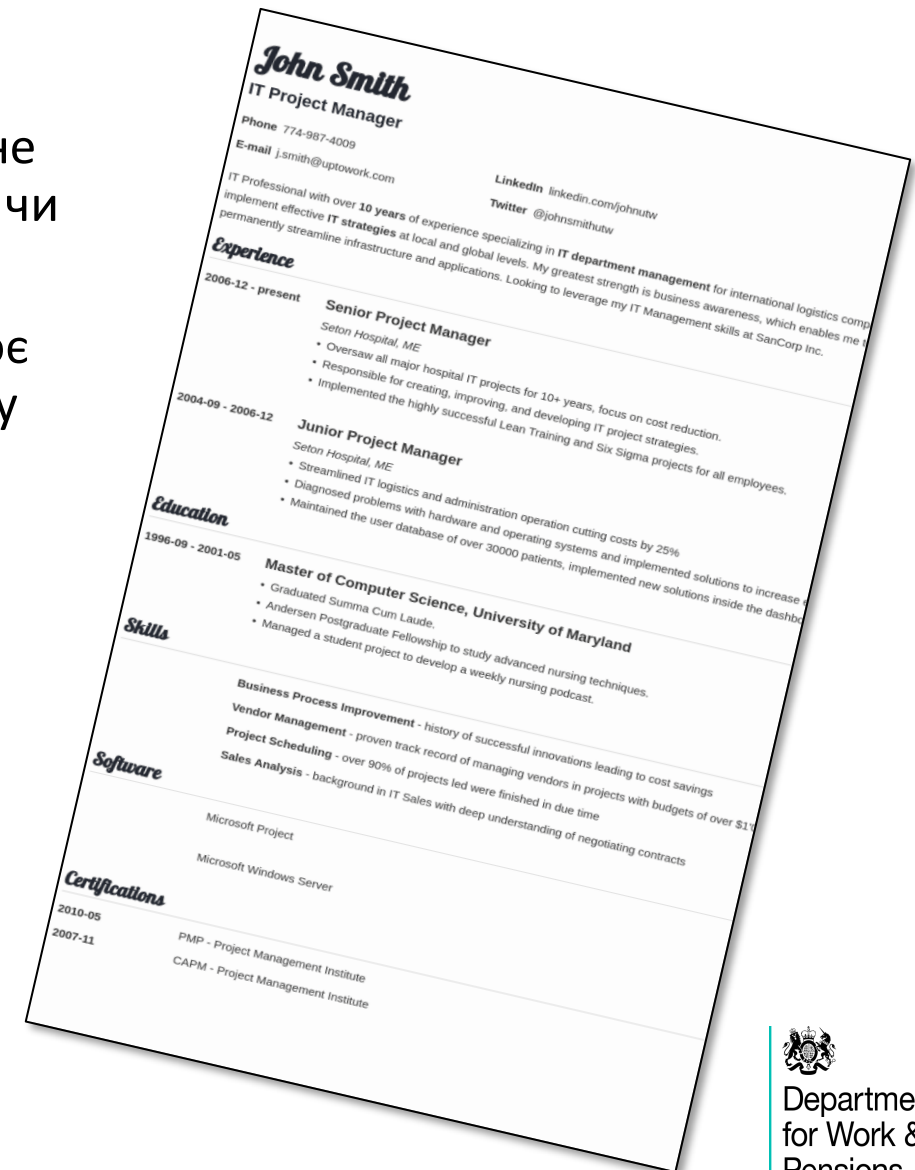 не
чи
оє
у
John Smith
IT Project Manager
Phone 774-987-4009
E-mail j.smith@uptowork.com
LinkedIn linkedin.com/johnutw
Twitter @johnsmithutw
IT Professional with over 10 years of experience specializing in IT department management for international logistics comp
implement effective IT strategies at local and global levels. My greatest strength is business awareness, which enables me t
permanently streamline infrastructure and applications. Looking to leverage my IT Management skills at SanCorp Inc.
Experience
2006-12 - present
Senior Project Manager
Seton Hospital, ME
• Oversaw all major hospital IT projects for 10+ years, focus on cost reduction.
• Responsible for creating, improving, and developing IT project strategies.
• Implemented the highly successful Lean Training and Six Sigma projects for all employees.
2004-09 - 2006-12
Junior Project Manager
Seton Hospital, ME
• Streamlined IT logistics and administration operation cutting costs by 25%
• Diagnosed problems with hardware and operating systems and implemented solutions to increase e
• Maintained the user database of over 30000 patients, implemented new solutions inside the dashbo
Education
1996-09 - 2001-05
Master of Computer Science, University of Maryland
• Graduated Summa Cum Laude.
• Andersen Postgraduate Fellowship to study advanced nursing techniques.
• Managed a student project to develop a weekly nursing podcast.
Skills
Business Process Improvement - history of successful innovations leading to cost savings
Vendor Management - proven track record of managing vendors in projects with budgets of over $1
Project Scheduling - over 90% of projects led were finished in due time
Sales Analysis - background in IT Sales with deep understanding of negotiating contracts
Software
Microsoft Project
Microsoft Windows Server
Certifications
2010-05
PMP - Project Management Institute
2007-11
CAPM - Project Management Institute
Departme
for Work &
Pensions